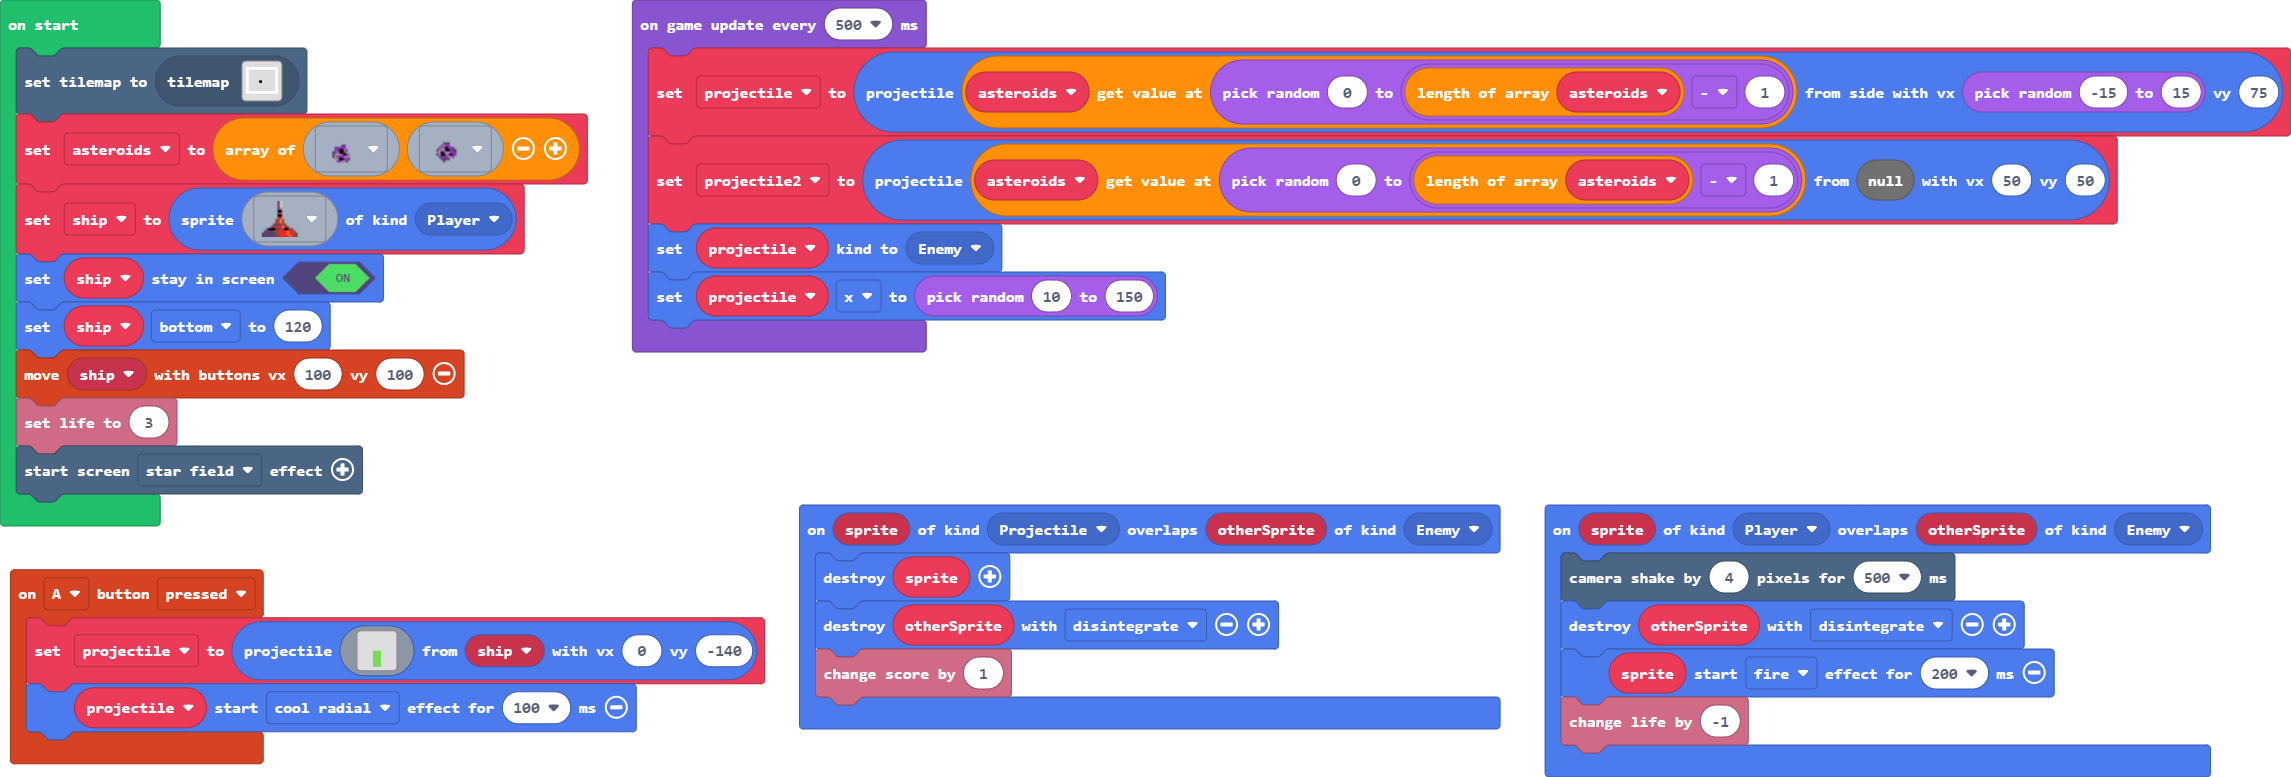 on start
set tilemap to tilemap
set asteroids to array of
set ship to sprite of kind Player
set ship stay in screen ON
set ship bottom to 120
move ship with buttons vx 100 vy 100
set life to 3
start screen star field effect
on game update every 500 ms
set projectile to projectile asteroids get value at pick random 0 to length of array asteroids - 1 from side with vx pick random -15 to 15 vy 75
set projectile2 to projectile asteroids get value at pick random 0 to length of array asteroids - 1 from null with vx 50 vy 50
set projectile kind to Enemy
set projectile x to pick random 10 to 150
on A button pressed
set projectile to projectile from ship with vx 0 vy -140
projectile start cool radial effect for 100 ms
on sprite of kind Projectile overlaps otherSprite of kind Enemy
destroy sprite
destroy otherSprite with disintegrate
change score by 1
on sprite of kind Player overlaps otherSprite of kind Enemy
camera shake by 4 pixels for 500 ms
destroy otherSprite with disintegrate
sprite start fire effect for 200 ms
change life by -1